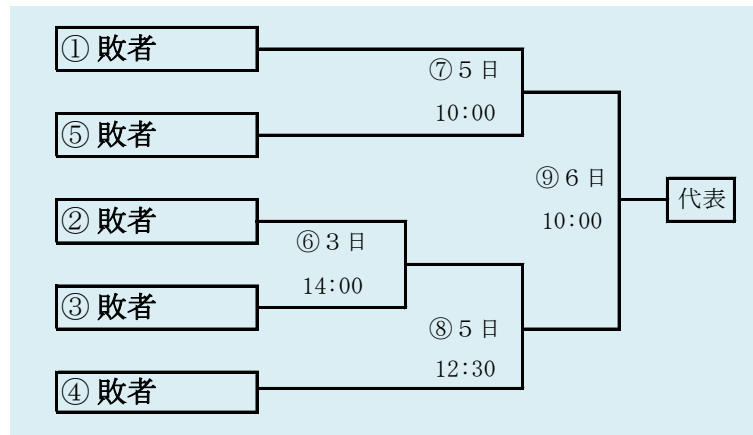 ① 敗者
⑦５日
10:00
⑤ 敗者
⑨６日
10:00
代表
② 敗者
⑥３日
14:00
③ 敗者
⑧５日
12:30
④ 敗者